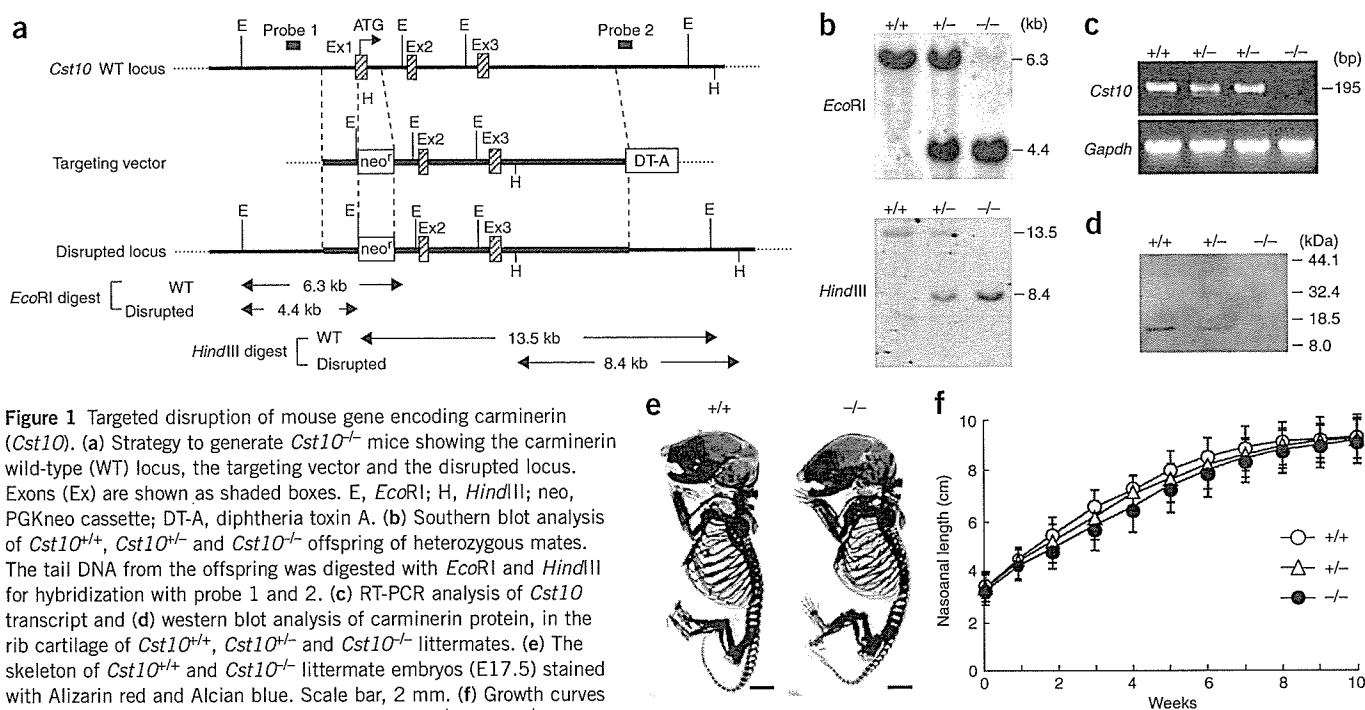 a
E
Probe 1
ATG
Ex1
E
Ex2
E
Ex3
Probe 2
E
Cst10 WT locus
H
H
E
E
Ex2
E
Ex3
Targeting vector
neoʳ
DT-A
H
E
E
E
Ex2
E
Ex3
E
Disrupted locus
neoʳ
H
H
EcoRI digest
WT
6.3 kb
Disrupted
4.4 kb
HindIII digest
WT
13.5 kb
Disrupted
8.4 kb
b
+/+ +/– –/– (kb)
6.3
EcoRI
4.4
+/+ +/– –/–
13.5
HindIII
8.4
c
+/+ +/– +/– –/– (bp)
Cst10
195
Gapdh
d
+/+ +/– –/– (kDa)
44.1
32.4
18.5
8.0
Figure 1 Targeted disruption of mouse gene encoding carminerin
(Cst10). (a) Strategy to generate Cst10–/– mice showing the carminerin
wild-type (WT) locus, the targeting vector and the disrupted locus.
Exons (Ex) are shown as shaded boxes. E, EcoRI; H, HindIII; neo,
PGKneo cassette; DT-A, diphtheria toxin A. (b) Southern blot analysis
of Cst10+/+, Cst10+/– and Cst10–/– offspring of heterozygous mates.
The tail DNA from the offspring was digested with EcoRI and HindIII
for hybridization with probe 1 and 2. (c) RT-PCR analysis of Cst10
transcript and (d) western blot analysis of carminerin protein, in the
rib cartilage of Cst10+/+, Cst10+/– and Cst10–/– littermates. (e) The
skeleton of Cst10+/+ and Cst10–/– littermate embryos (E17.5) stained
with Alizarin red and Alcian blue. Scale bar, 2 mm. (f) Growth curves
e
+/+ –/–
f
Nasoanal length (cm)
10
8
6
4
2
0
+/+
+/–
–/–
0 2 4 6 8 10
Weeks